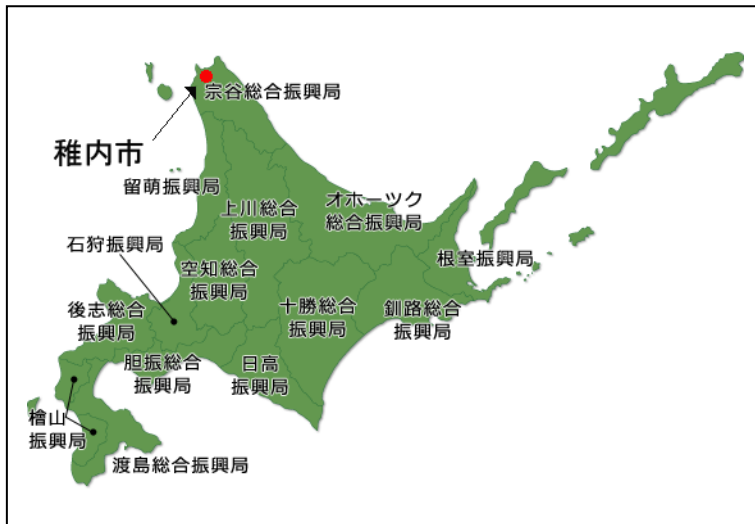 宗谷総合振興局
稚内市
留萌振興局
上川総合
振興局
オホーツク
総合振興局
石狩振興局
空知総合
振興局
根室振興局
後志総合
振興局
十勝総合
振興局
釧路総合
振興局
胆振総合
振興局
日高
振興局
檜山
振興局
渡島総合振興局